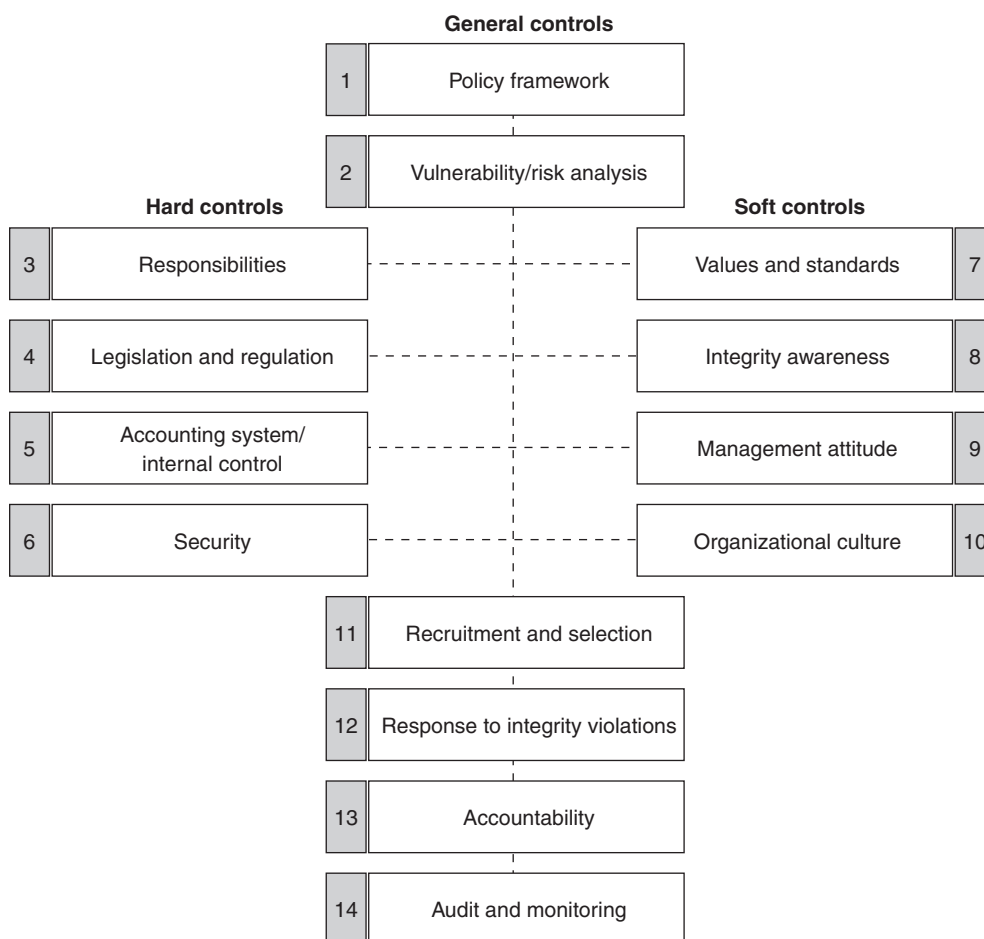 General controls
1 Policy framework
2 Vulnerability/risk analysis
Hard controls
Soft controls
3 Responsibilities
Values and standards 7
4 Legislation and regulation
Integrity awareness 8
5 Accounting system/
internal control
Management attitude 9
6 Security
Organizational culture 10
11 Recruitment and selection
12 Response to integrity violations
13 Accountability
14 Audit and monitoring